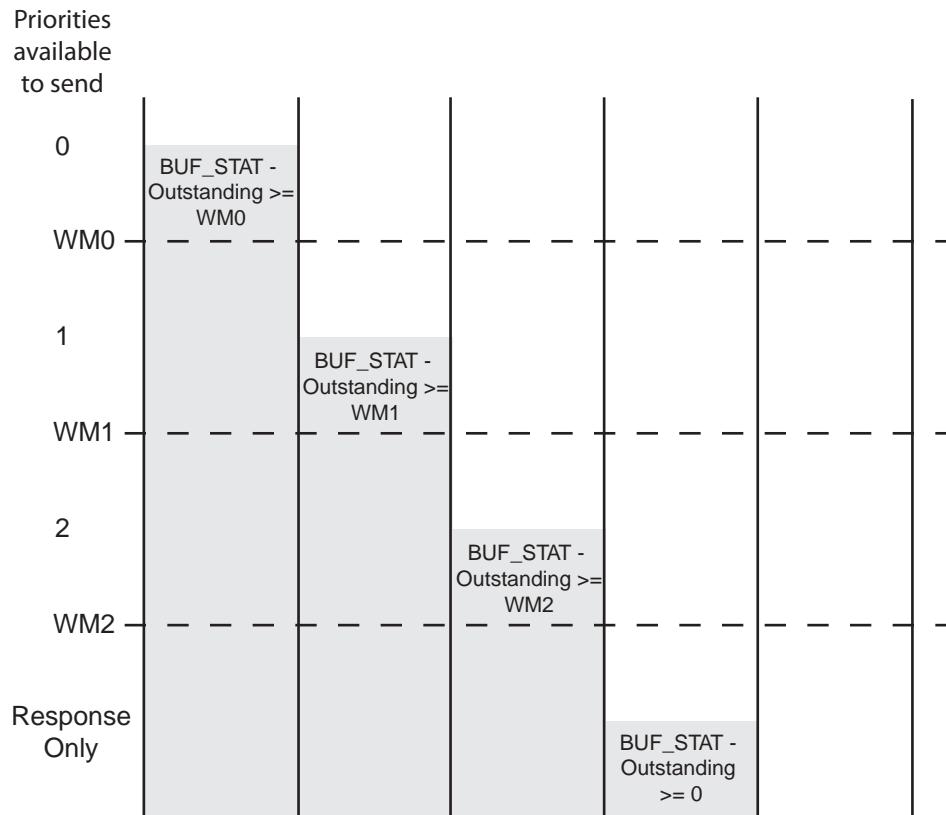 Priorities
available
to send
0
BUF_STAT -
Outstanding >=
WM0
WM0
1
BUF_STAT -
Outstanding >=
WM1
WM1
2
BUF_STAT -
Outstanding >=
WM2
WM2
Response
Only
BUF_STAT -
Outstanding
>= 0